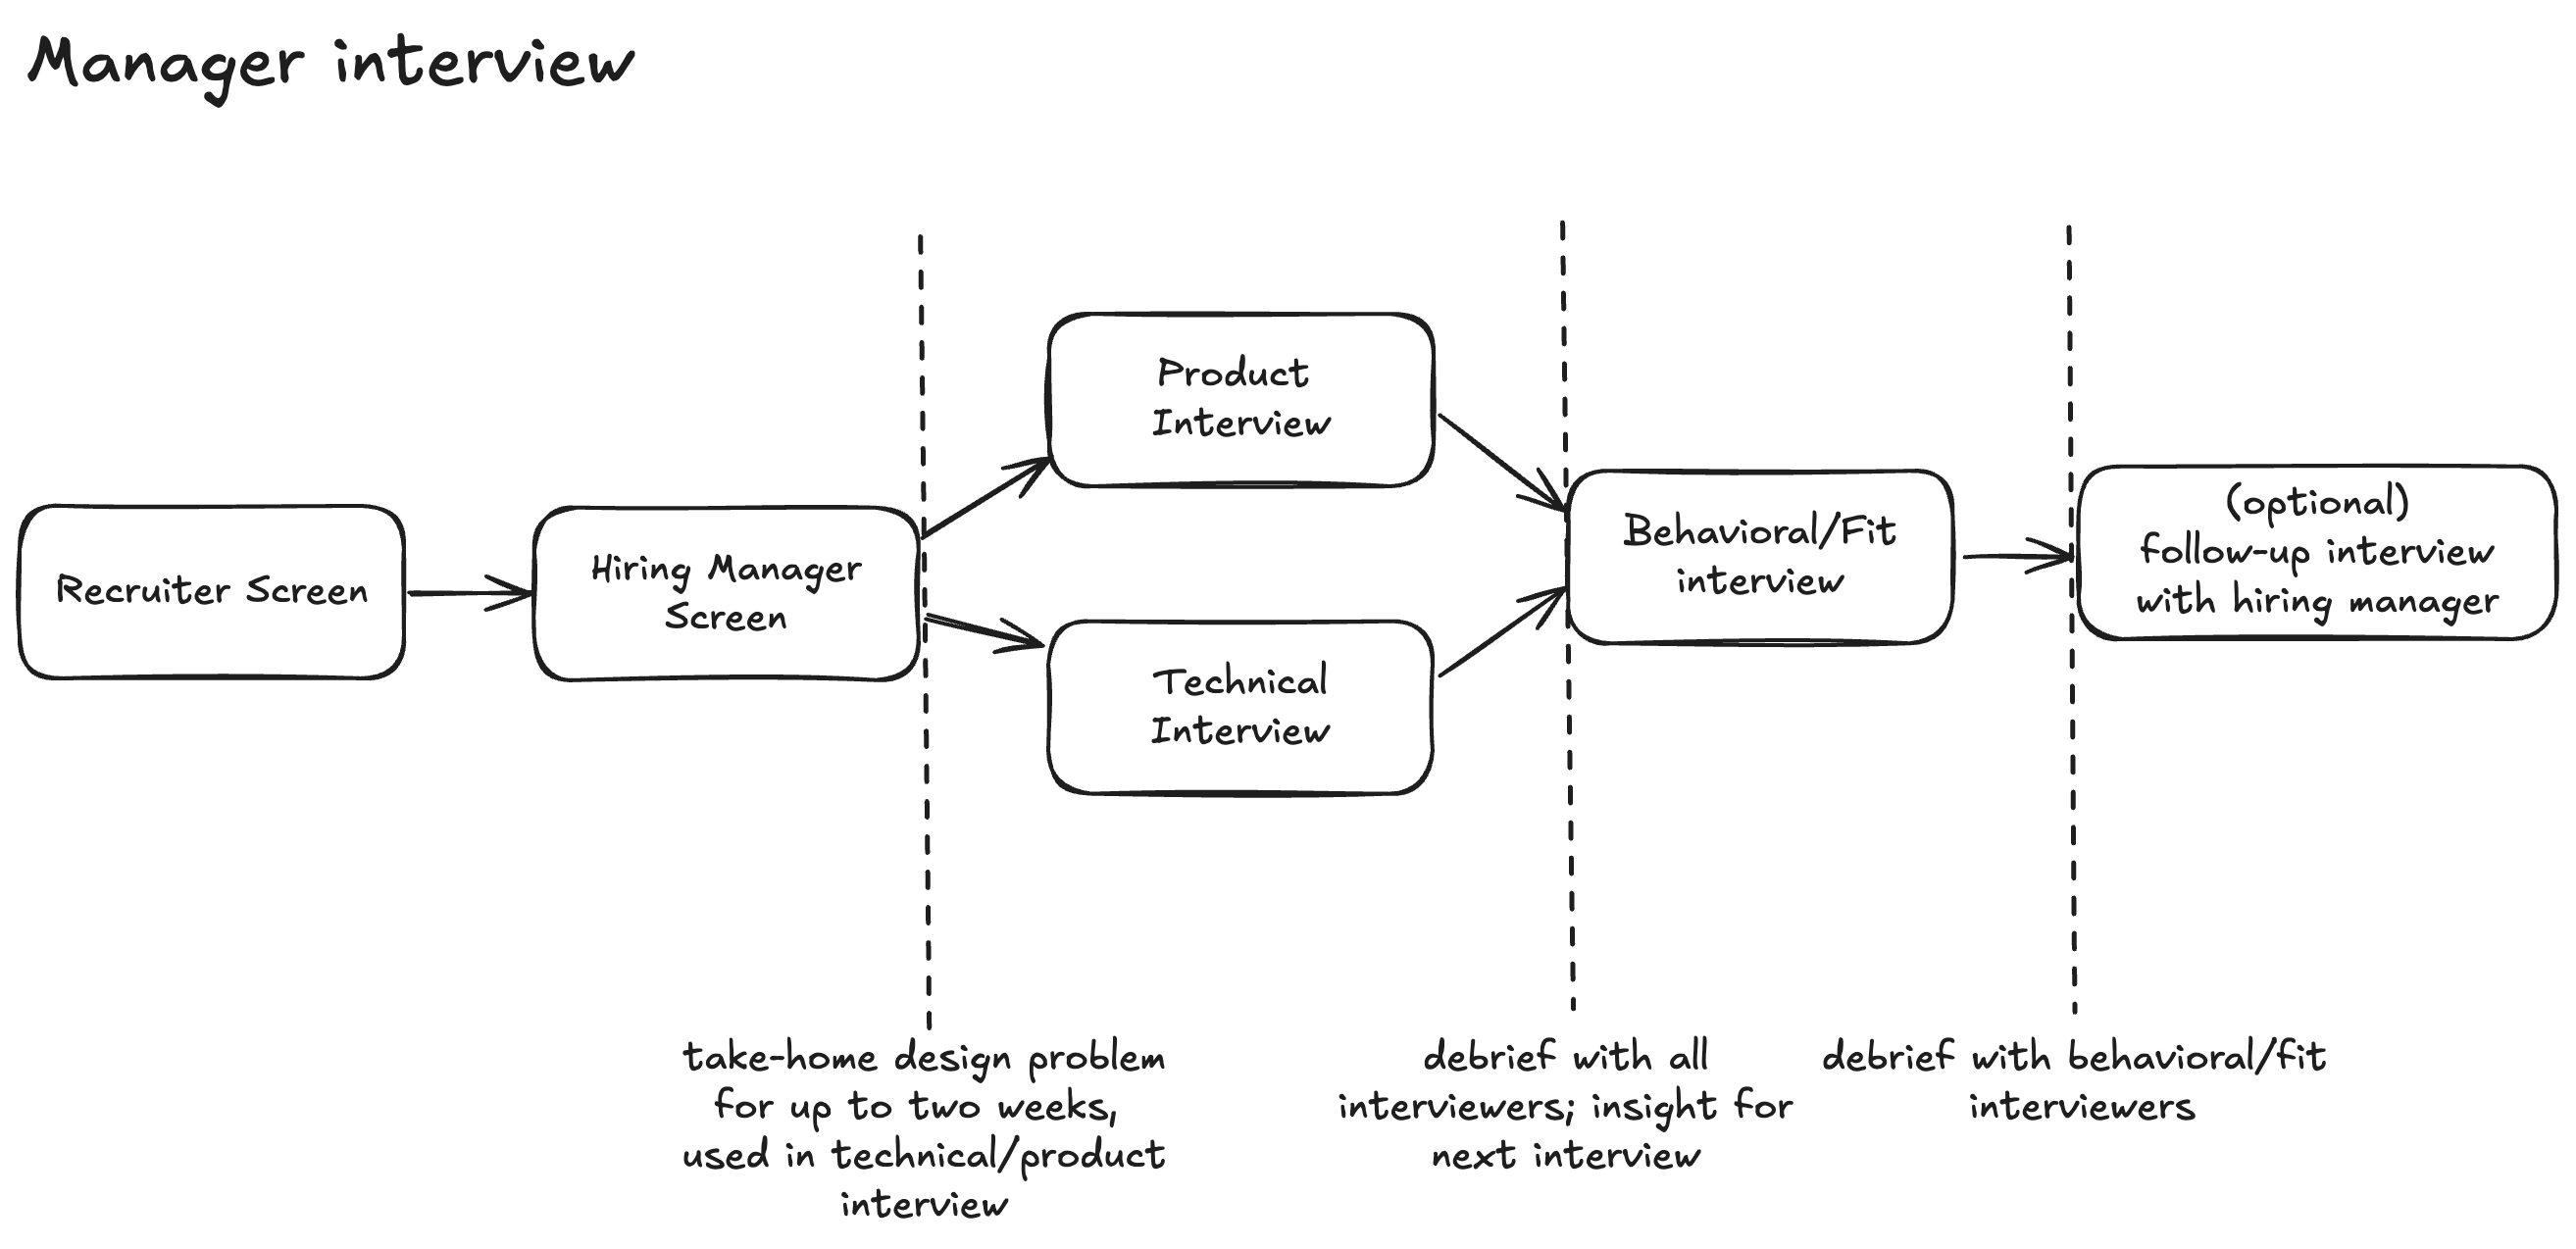 Manager interview
Recruiter Screen
Hiring Manager
Screen
Product
Interview
Technical
Interview
Behavioral/Fit
interview
(optional)
follow-up interview
with hiring manager
take-home design problem
for up to two weeks,
used in technical/product
interview
debrief with all
interviewers; insight for
next interview
debrief with behavioral/fit
interviewers